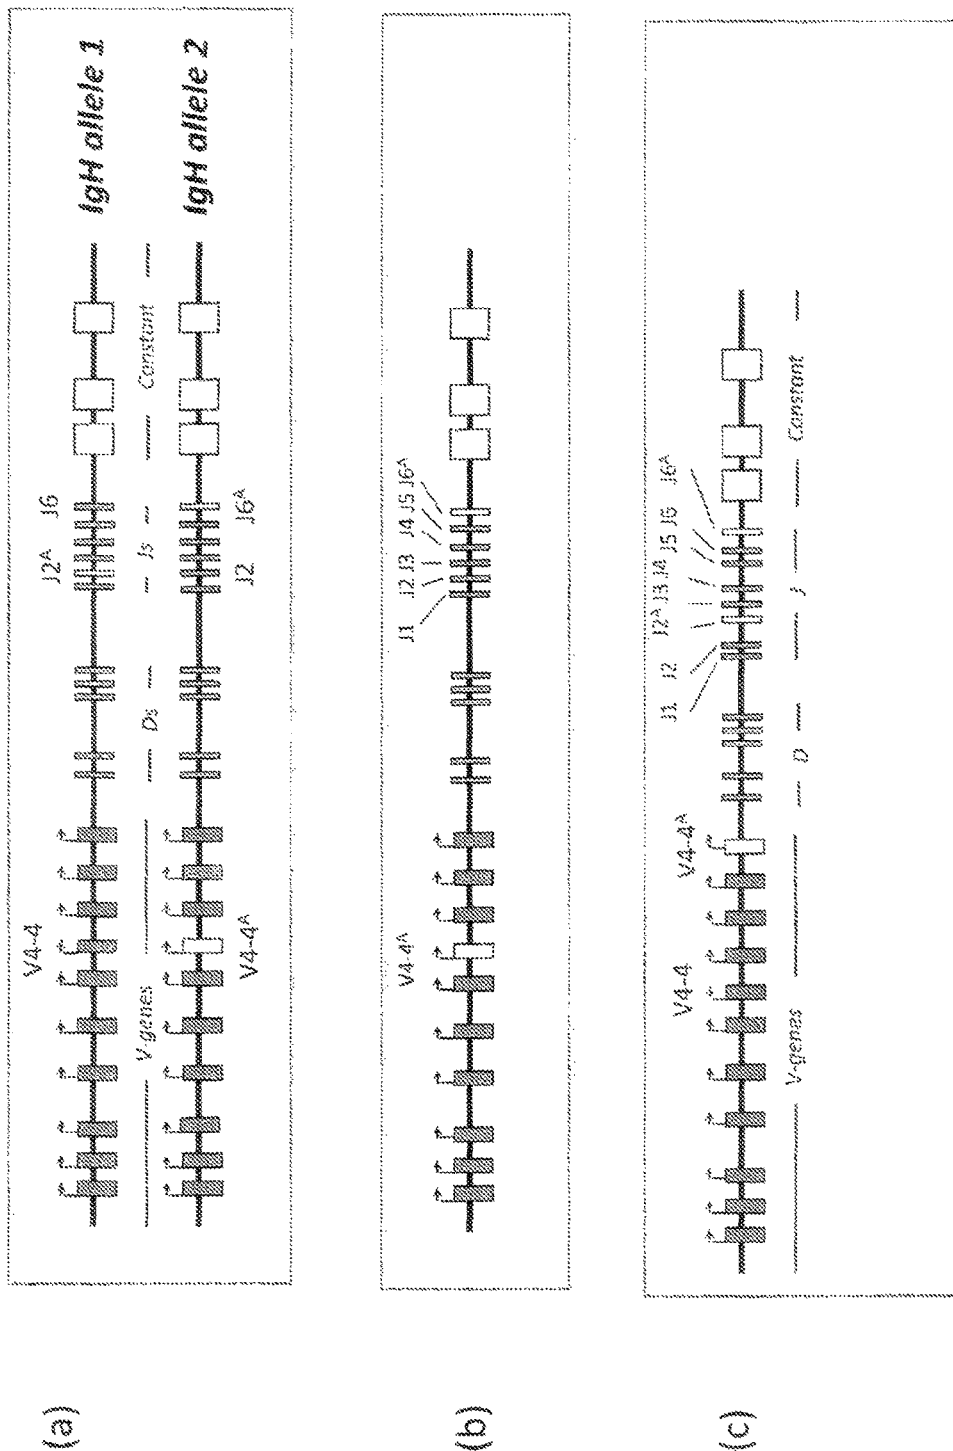 (a)
V4-4 J2ᴬ J6 IgH allele 1
V-genes Ds Js Constant
V4-4ᴬ J2 J6ᴬ IgH allele 2
(b)
V4-4ᴬ J1 J2 J3 J4 J5 J6ᴬ
(c)
V4-4 V4-4ᴬ J1 J2 J2ᴬ J3 J4 J5 J6 J6ᴬ
V-genes D J Constant